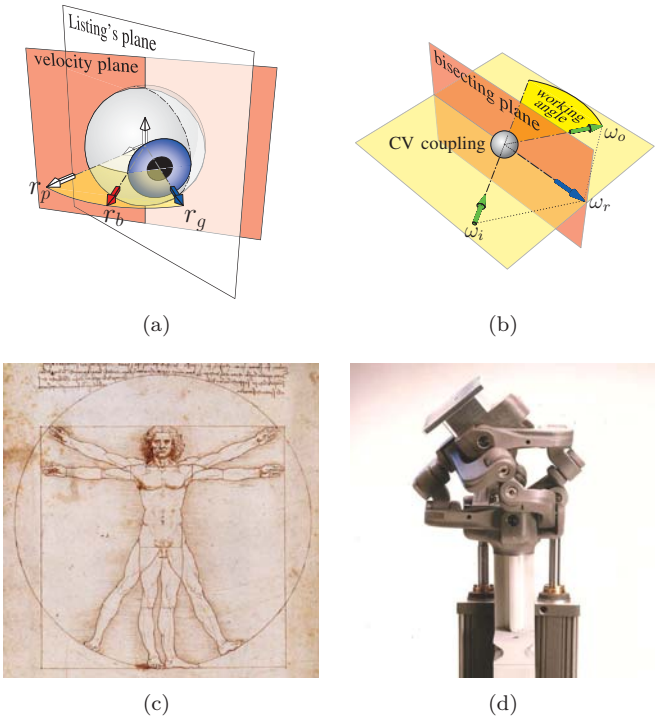 Listing's plane
velocity plane
r_p
r_b
r_g
(a)
bisecting plane
working
angle
CV coupling
ω_o
ω_r
ω_i
(b)
(c)
(d)